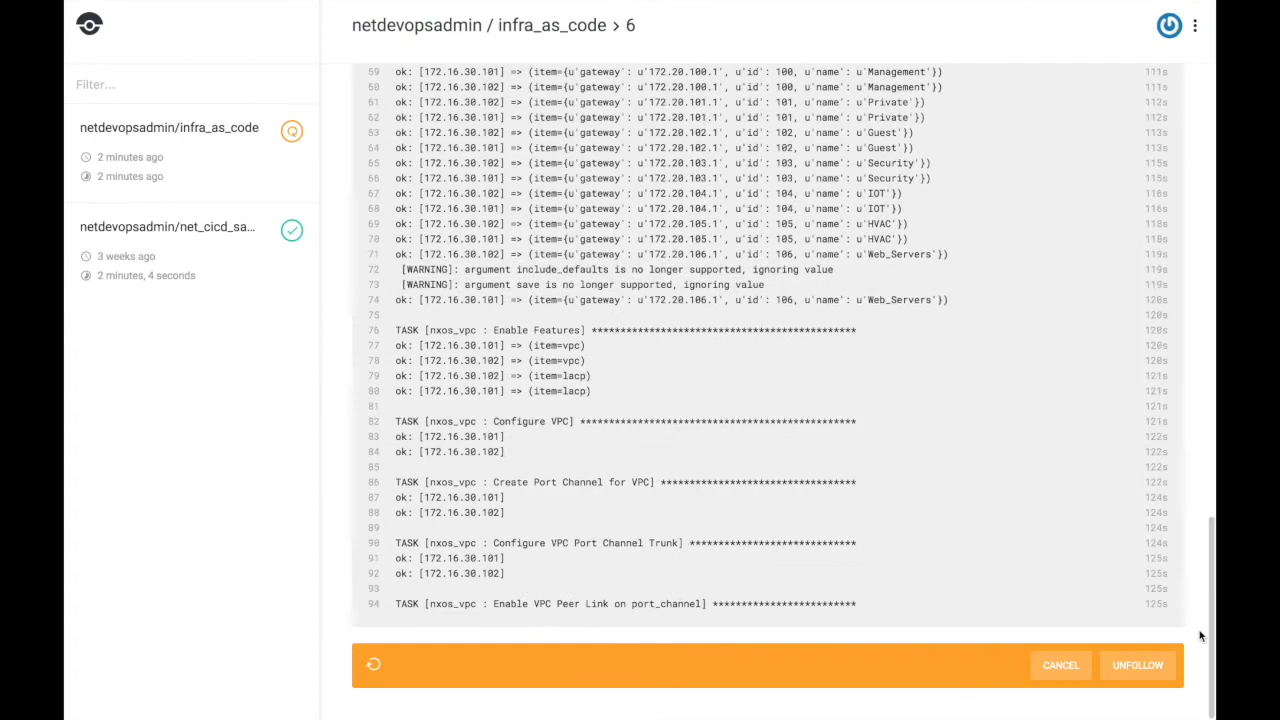 netdevopsadmin / infra_as_code › 6
Filter...
netdevopsadmin/infra_as_code
2 minutes ago
2 minutes ago
netdevopsadmin/net_cicd_sa...
3 weeks ago
2 minutes, 4 seconds
59 ok: [172.16.30.101] => (item={u'gateway': u'172.20.100.1', u'id': 100, u'name': u'Management'}) 111s
60 ok: [172.16.30.102] => (item={u'gateway': u'172.20.100.1', u'id': 100, u'name': u'Management'}) 111s
61 ok: [172.16.30.102] => (item={u'gateway': u'172.20.101.1', u'id': 101, u'name': u'Private'}) 112s
62 ok: [172.16.30.101] => (item={u'gateway': u'172.20.101.1', u'id': 101, u'name': u'Private'}) 112s
63 ok: [172.16.30.102] => (item={u'gateway': u'172.20.102.1', u'id': 102, u'name': u'Guest'}) 113s
64 ok: [172.16.30.101] => (item={u'gateway': u'172.20.102.1', u'id': 102, u'name': u'Guest'}) 113s
65 ok: [172.16.30.102] => (item={u'gateway': u'172.20.103.1', u'id': 103, u'name': u'Security'}) 115s
66 ok: [172.16.30.101] => (item={u'gateway': u'172.20.103.1', u'id': 103, u'name': u'Security'}) 115s
67 ok: [172.16.30.102] => (item={u'gateway': u'172.20.104.1', u'id': 104, u'name': u'IOT'}) 116s
68 ok: [172.16.30.101] => (item={u'gateway': u'172.20.104.1', u'id': 104, u'name': u'IOT'}) 116s
69 ok: [172.16.30.102] => (item={u'gateway': u'172.20.105.1', u'id': 105, u'name': u'HVAC'}) 118s
70 ok: [172.16.30.101] => (item={u'gateway': u'172.20.105.1', u'id': 105, u'name': u'HVAC'}) 118s
71 ok: [172.16.30.102] => (item={u'gateway': u'172.20.106.1', u'id': 106, u'name': u'Web_Servers'}) 119s
72 [WARNING]: argument include_defaults is no longer supported, ignoring value 119s
73 [WARNING]: argument save is no longer supported, ignoring value 119s
74 ok: [172.16.30.101] => (item={u'gateway': u'172.20.106.1', u'id': 106, u'name': u'Web_Servers'}) 120s
75 120s
76 TASK [nxos_vpc : Enable Features] ********************************************** 120s
77 ok: [172.16.30.101] => (item=vpc) 120s
78 ok: [172.16.30.102] => (item=vpc) 120s
79 ok: [172.16.30.102] => (item=lacp) 121s
80 ok: [172.16.30.101] => (item=lacp) 121s
81 121s
82 TASK [nxos_vpc : Configure VPC] ************************************************ 121s
83 ok: [172.16.30.101] 122s
84 ok: [172.16.30.102] 122s
85 122s
86 TASK [nxos_vpc : Create Port Channel for VPC] ********************************** 122s
87 ok: [172.16.30.101] 124s
88 ok: [172.16.30.102] 124s
89 124s
90 TASK [nxos_vpc : Configure VPC Port Channel Trunk] ***************************** 124s
91 ok: [172.16.30.101] 125s
92 ok: [172.16.30.102] 125s
93 125s
94 TASK [nxos_vpc : Enable VPC Peer Link on port_channel] ************************* 125s
CANCEL
UNFOLLOW